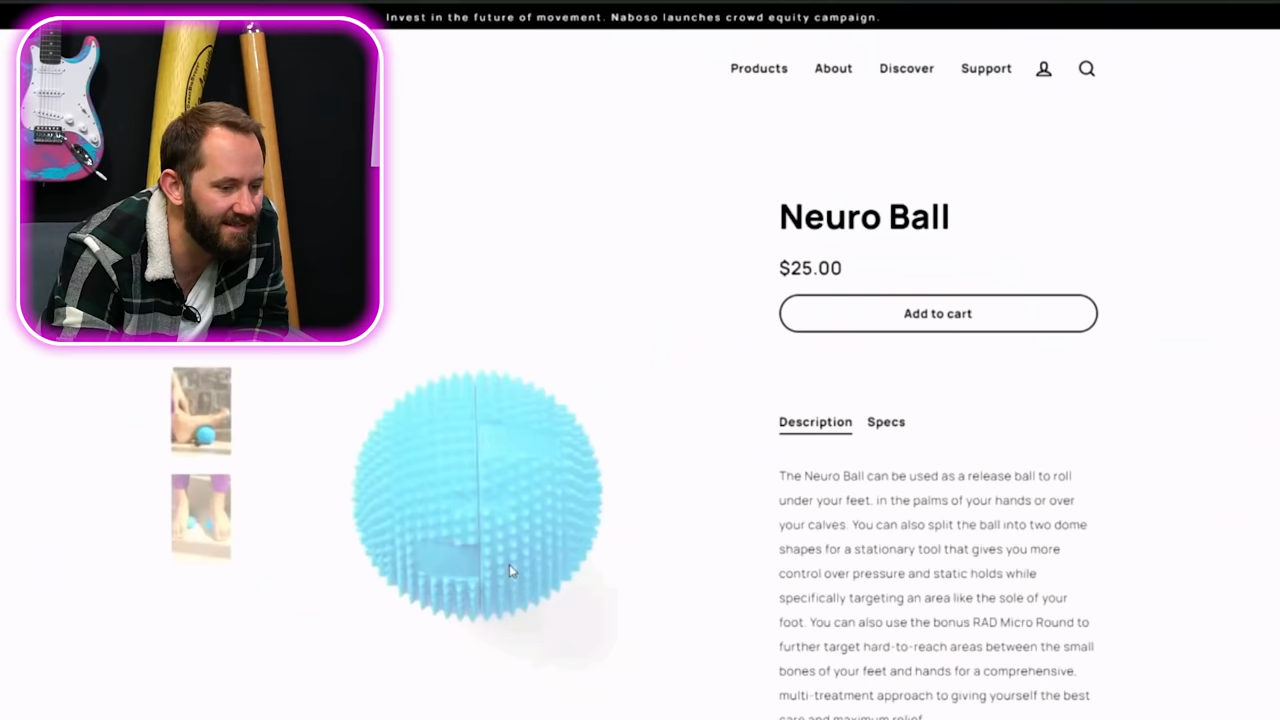 Invest in the future of movement. Naboso launches crowd equity campaign.
Products About Discover Support
Neuro Ball
$25.00
Add to cart
Description Specs
The Neuro Ball can be used as a release ball to roll
under your feet, in the palms of your hands or over
your calves. You can also split the ball into two dome
shapes for a stationary tool that gives you more
control over pressure and static holds while
specifically targeting an area like the sole of your
foot. You can also use the bonus RAD Micro Round to
further target hard-to-reach areas between the small
bones of your feet and hands for a comprehensive,
multi-treatment approach to giving yourself the best
care and maximum relief.